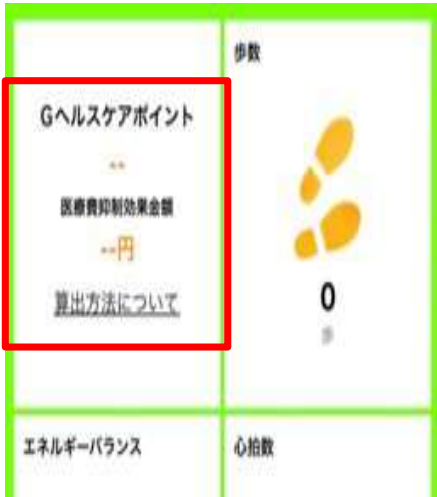 Gヘルスケアポイント
--
医療費抑制効果金額
--円
算出方法について
歩数
0
歩
エネルギーバランス
心拍数